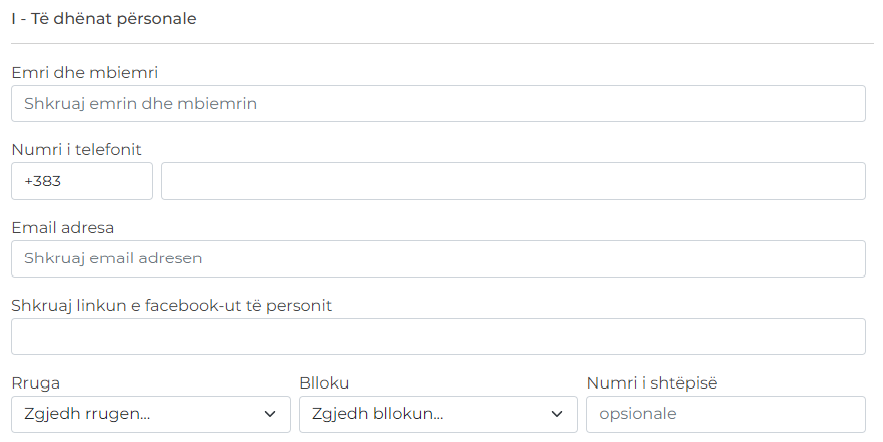 I - Të dhënat përsonale
Emri dhe mbiemri
Shkruaj emrin dhe mbiemrin
Numri i telefonit
+383
Email adresa
Shkruaj email adresen
Shkruaj linkun e facebook-ut të personit
Rruga Blloku Numri i shtëpisë
Zgjedh rrugen... Zgjedh bllokun... opsionale